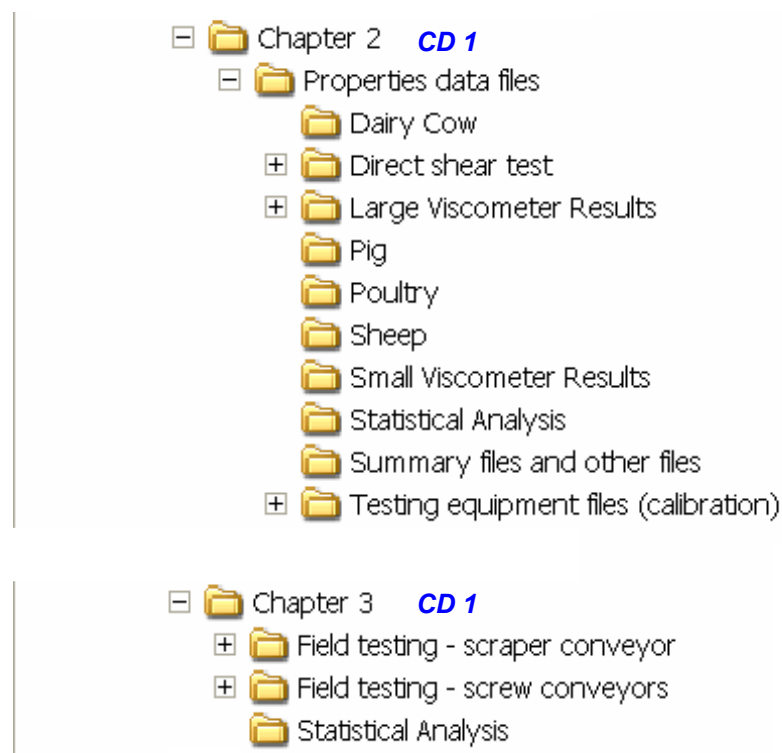 Chapter 2 CD 1
Properties data files
Dairy Cow
Direct shear test
Large Viscometer Results
Pig
Poultry
Sheep
Small Viscometer Results
Statistical Analysis
Summary files and other files
Testing equipment files (calibration)
Chapter 3 CD 1
Field testing - scraper conveyor
Field testing - screw conveyors
Statistical Analysis